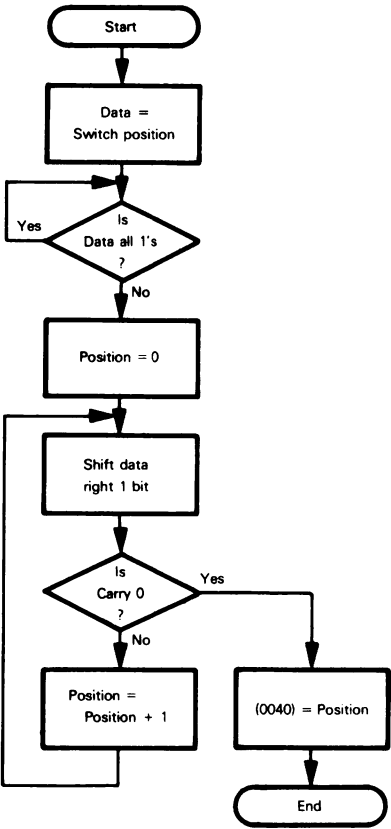 Start
Data =
Switch position
Is
Data all 1's
?
Yes
No
Position = 0
Shift data
right 1 bit
Is
Carry 0
?
Yes
No
Position =
Position + 1
(0040) = Position
End